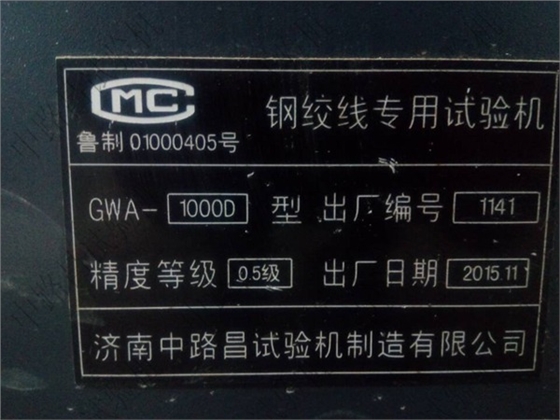 CMC 钢绞线专用试验机
鲁制 01000405号
GWA- 1000D 型 出厂编号 1141
精度等级 0.5级 出厂日期 2015.11
济南中路昌试验机制造有限公司